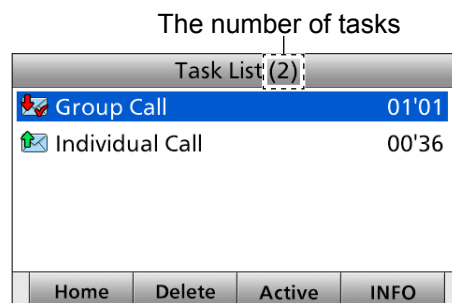 The number of tasks
Task List (2)
Group Call 01'01
Individual Call 00'36
Home Delete Active INFO